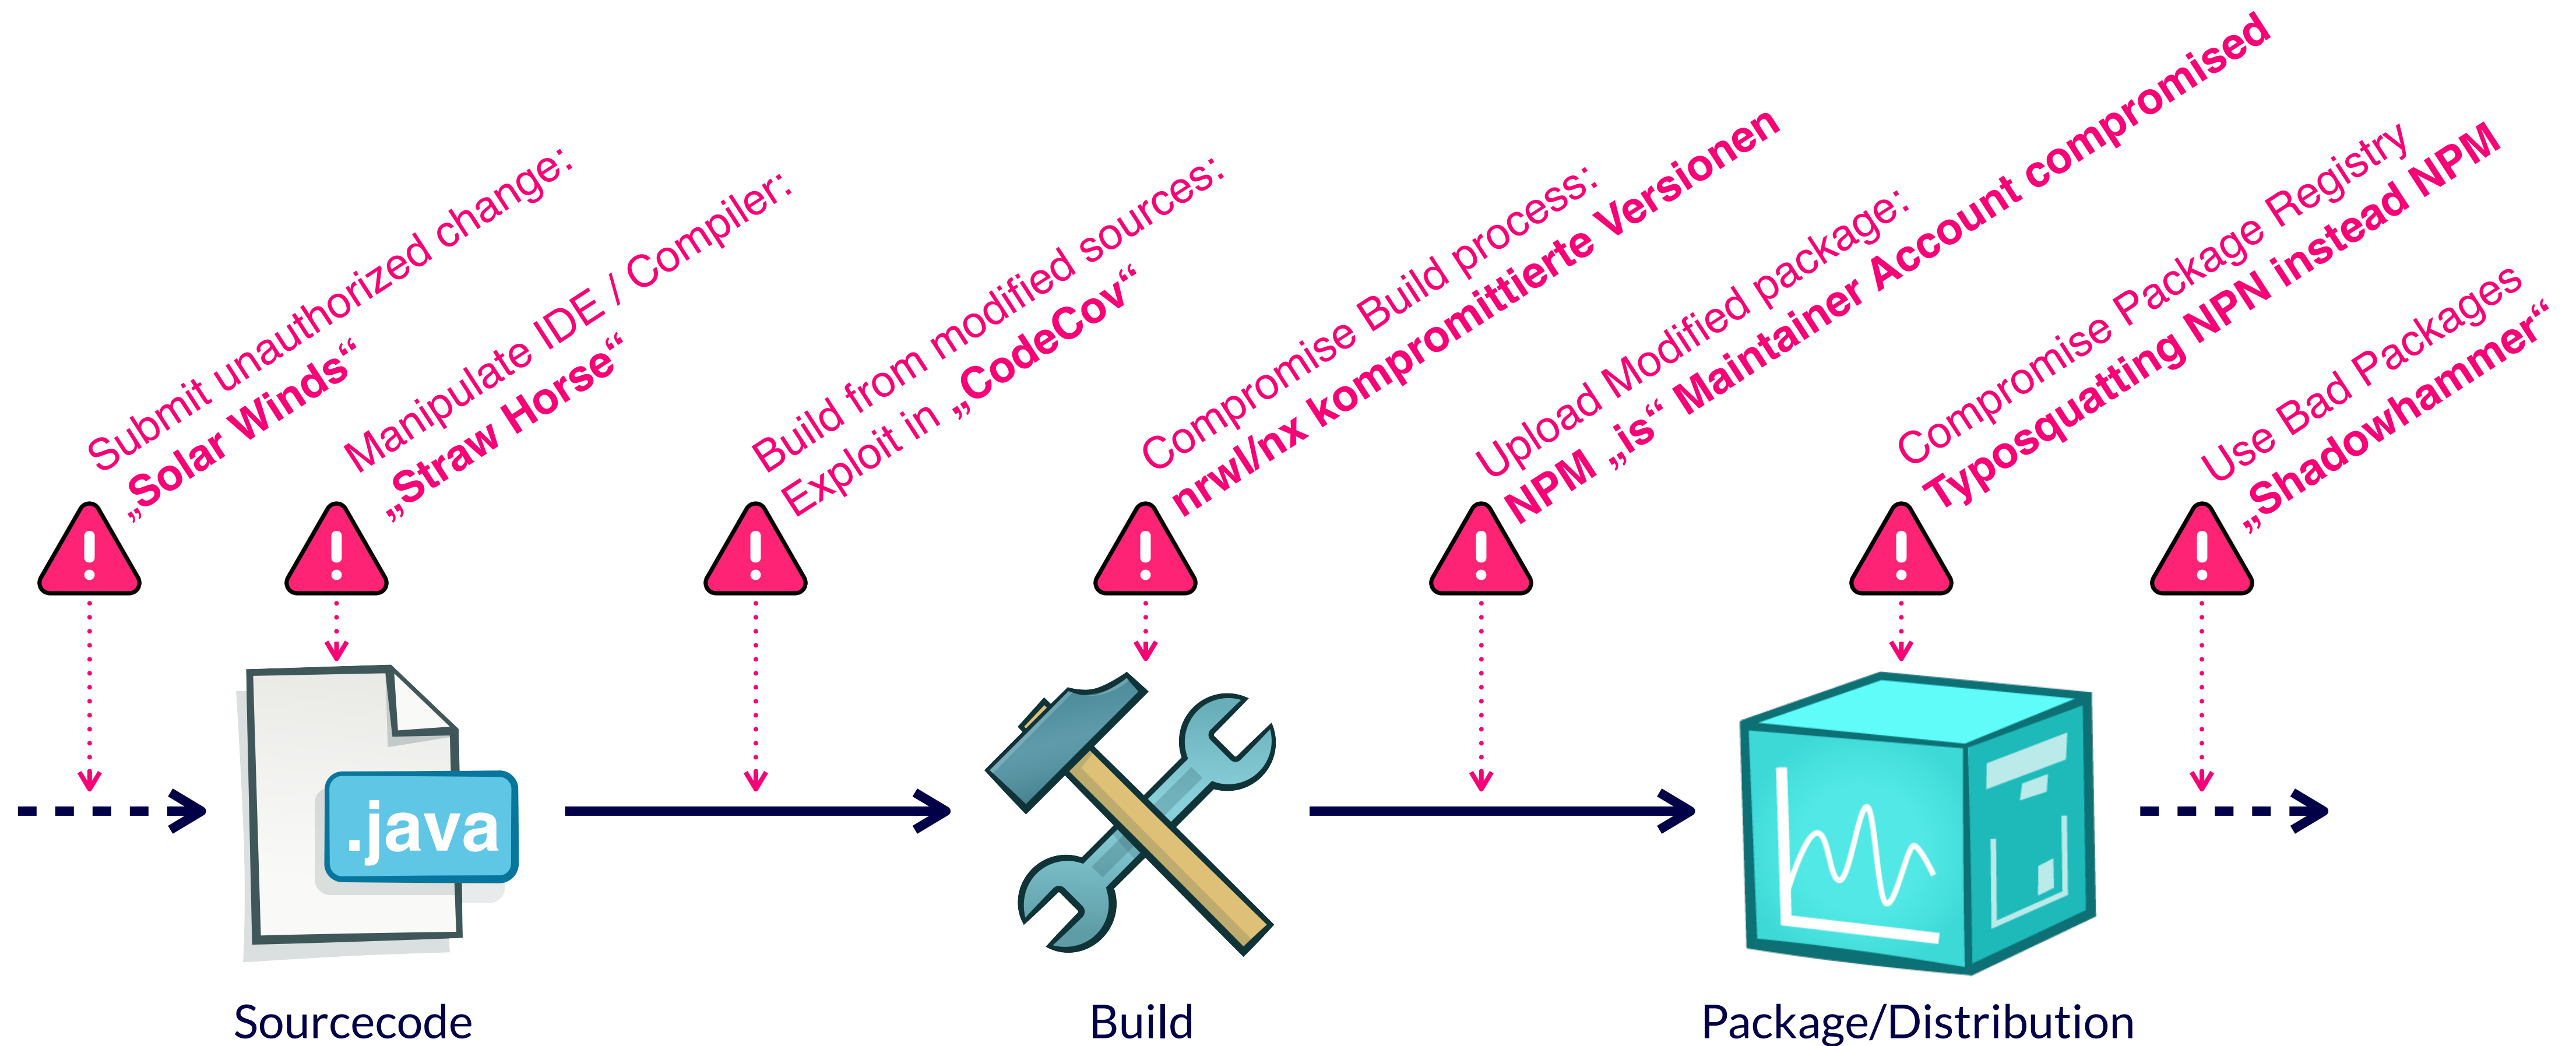 Submit unauthorized change:
„Solar Winds“
Manipulate IDE / Compiler:
„Straw Horse“
Build from modified sources:
Exploit in „CodeCov“
Compromise Build process:
nrwl/nx kompromittierte Versionen
Upload Modified package:
NPM „is“ Maintainer Account compromised
Compromise Package Registry
Typosquatting NPN instead NPM
Use Bad Packages
„Shadowhammer“
.java
Sourcecode
Build
Package/Distribution